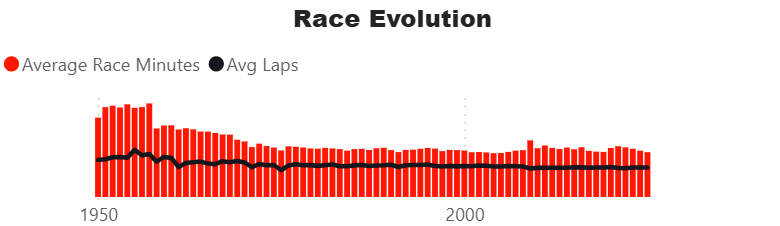 Race Evolution
Average Race Minutes Avg Laps
1950 2000